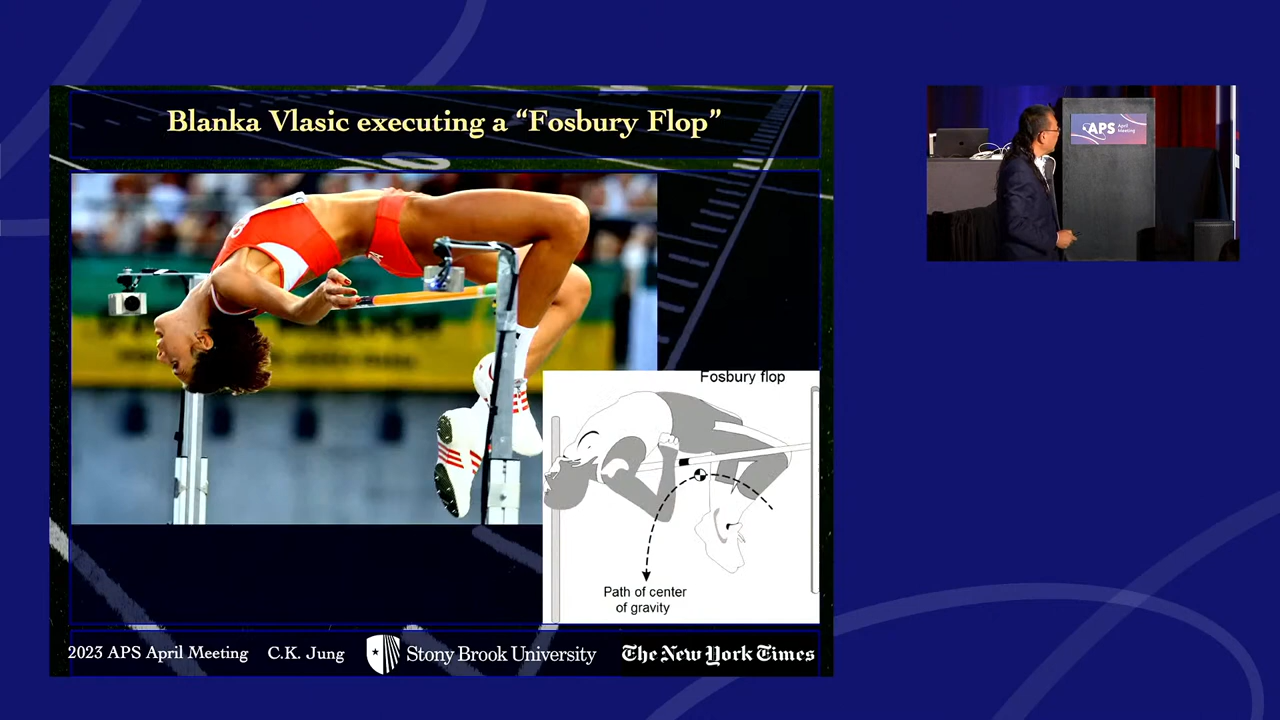 Blanka Vlasic executing a “Fosbury Flop”
APS April
Meeting
Fosbury flop
Path of center
of gravity
2023 APS April Meeting C.K. Jung Stony Brook University The New York Times